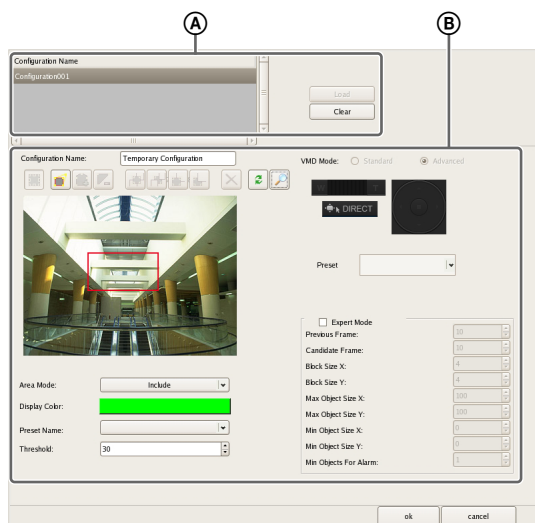 A
B
Configuration Name
Configuration001
Load
Clear
Configuration Name:
Temporary Configuration
VMD Mode:
Standard
Advanced
W
T
DIRECT
Preset
Expert Mode
Previous Frame:
10
Candidate Frame:
10
Block Size X:
4
Block Size Y:
4
Max Object Size X:
100
Max Object Size Y:
100
Min Object Size X:
0
Min Object Size Y:
0
Min Objects For Alarm:
1
Area Mode:
Include
Display Color:
Preset Name:
Threshold:
30
ok
cancel